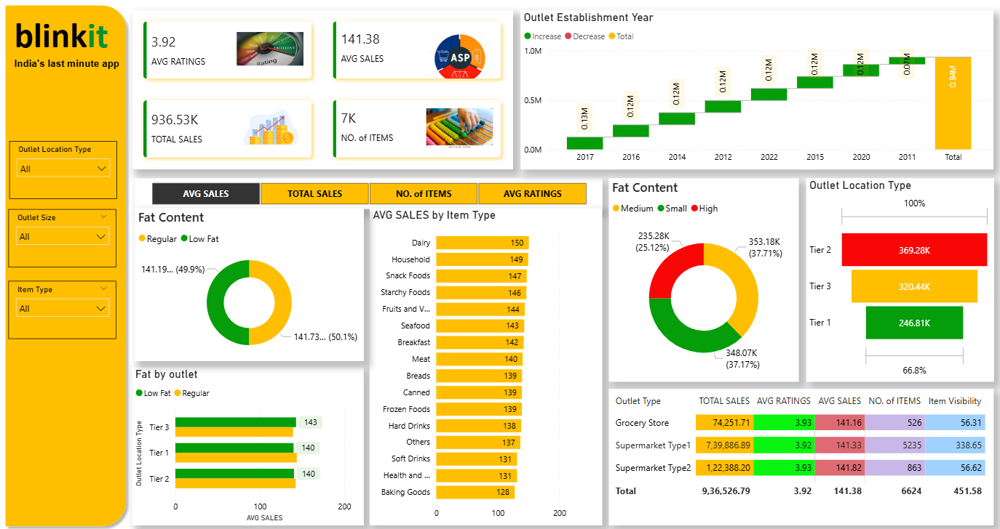 blinkit
India's last minute app
Outlet Location Type
All
Outlet Size
All
Item Type
All
3.92
AVG RATINGS
EXCELLENT
Rating
141.38
AVG SALES
ASP
936.53K
TOTAL SALES
7K
NO. of ITEMS
Outlet Establishment Year
Increase Decrease Total
1.0M
0.5M
0.0M
0.13M 0.12M 0.12M 0.12M 0.12M 0.12M 0.12M 0.07M 0.94M
2017 2016 2014 2012 2022 2015 2020 2011 Total
AVG SALES TOTAL SALES NO. of ITEMS AVG RATINGS
Fat Content
Regular Low Fat
141.19... (49.9%)
141.73... (50.1%)
Fat by outlet
Low Fat Regular
Outlet Location Type
Tier 3 143
Tier 1 140
Tier 2 140
0 100 200
AVG SALES
AVG SALES by Item Type
Dairy 150
Household 149
Snack Foods 147
Starchy Foods 146
Fruits and V... 144
Seafood 143
Breakfast 142
Meat 140
Breads 139
Canned 139
Frozen Foods 139
Hard Drinks 138
Others 137
Soft Drinks 131
Health and ... 131
Baking Goods 128
0 100 200
Fat Content
Medium Small High
235.28K
(25.12%)
353.18K
(37.71%)
348.07K
(37.17%)
Outlet Location Type
100%
Tier 2 369.28K
Tier 3 320.44K
Tier 1 246.81K
66.8%
Outlet Type TOTAL SALES AVG RATINGS AVG SALES NO. of ITEMS Item Visibility
Grocery Store 74,251.71 3.93 141.16 526 56.31
Supermarket Type1 7,39,886.89 3.92 141.33 5235 338.65
Supermarket Type2 1,22,388.20 3.93 141.82 863 56.62
Total 9,36,526.79 3.92 141.38 6624 451.58